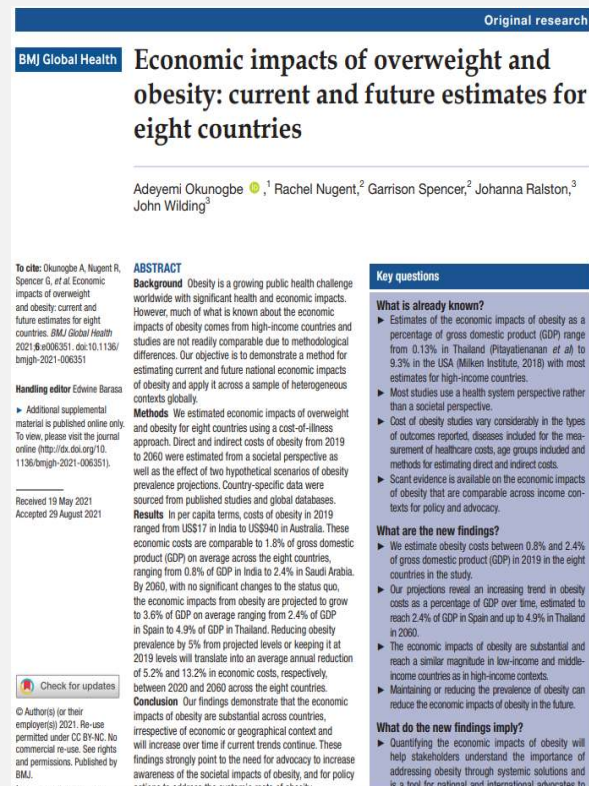 Original research
BMJ Global Health
Economic impacts of overweight and
obesity: current and future estimates for
eight countries
Adeyemi Okunogbe ,1 Rachel Nugent,2 Garrison Spencer,2 Johanna Ralston,3
John Wilding3
To cite: Okunogbe A, Nugent R,
Spencer G, et al. Economic
impacts of overweight
and obesity: current and
future estimates for eight
countries. BMJ Global Health
2021;6:e006351. doi:10.1136/
bmjgh-2021-006351
Handling editor Edwine Barasa
► Additional supplemental
material is published online only.
To view, please visit the journal
online (http://dx.doi.org/10.
1136/bmjgh-2021-006351).
Received 19 May 2021
Accepted 29 August 2021
Check for updates
© Author(s) (or their
employer(s)) 2021. Re-use
permitted under CC BY-NC. No
commercial re-use. See rights
and permissions. Published by
BMJ.
ABSTRACT
Background Obesity is a growing public health challenge
worldwide with significant health and economic impacts.
However, much of what is known about the economic
impacts of obesity comes from high-income countries and
studies are not readily comparable due to methodological
differences. Our objective is to demonstrate a method for
estimating current and future national economic impacts
of obesity and apply it across a sample of heterogeneous
contexts globally.
Methods We estimated economic impacts of overweight
and obesity for eight countries using a cost-of-illness
approach. Direct and indirect costs of obesity from 2019
to 2060 were estimated from a societal perspective as
well as the effect of two hypothetical scenarios of obesity
prevalence projections. Country-specific data were
sourced from published studies and global databases.
Results In per capita terms, costs of obesity in 2019
ranged from US$17 in India to US$940 in Australia. These
economic costs are comparable to 1.8% of gross domestic
product (GDP) on average across the eight countries,
ranging from 0.8% of GDP in India to 2.4% in Saudi Arabia.
By 2060, with no significant changes to the status quo,
the economic impacts from obesity are projected to grow
to 3.6% of GDP on average ranging from 2.4% of GDP
in Spain to 4.9% of GDP in Thailand. Reducing obesity
prevalence by 5% from projected levels or keeping it at
2019 levels will translate into an average annual reduction
of 5.2% and 13.2% in economic costs, respectively,
between 2020 and 2060 across the eight countries.
Conclusion Our findings demonstrate that the economic
impacts of obesity are substantial across countries,
irrespective of economic or geographical context and
will increase over time if current trends continue. These
findings strongly point to the need for advocacy to increase
awareness of the societal impacts of obesity, and for policy
Key questions
What is already known?
► Estimates of the economic impacts of obesity as a
percentage of gross domestic product (GDP) range
from 0.13% in Thailand (Pitayatienanan et al) to
9.3% in the USA (Milken Institute, 2018) with most
estimates for high-income countries.
► Most studies use a health system perspective rather
than a societal perspective.
► Cost of obesity studies vary considerably in the types
of outcomes reported, diseases included for the mea-
surement of healthcare costs, age groups included and
methods for estimating direct and indirect costs.
► Scant evidence is available on the economic impacts
of obesity that are comparable across income con-
texts for policy and advocacy.
What are the new findings?
► We estimate obesity costs between 0.8% and 2.4%
of gross domestic product (GDP) in 2019 in the eight
countries in the study.
► Our projections reveal an increasing trend in obesity
costs as a percentage of GDP over time, estimated to
reach 2.4% of GDP in Spain and up to 4.9% in Thailand
in 2060.
► The economic impacts of obesity are substantial and
reach a similar magnitude in low-income and middle-
income countries as in high-income contexts.
► Maintaining or reducing the prevalence of obesity can
reduce the economic impacts of obesity in the future.
What do the new findings imply?
► Quantifying the economic impacts of obesity will
help stakeholders understand the importance of
addressing obesity through systemic solutions and
is a tool for national and international advocates to